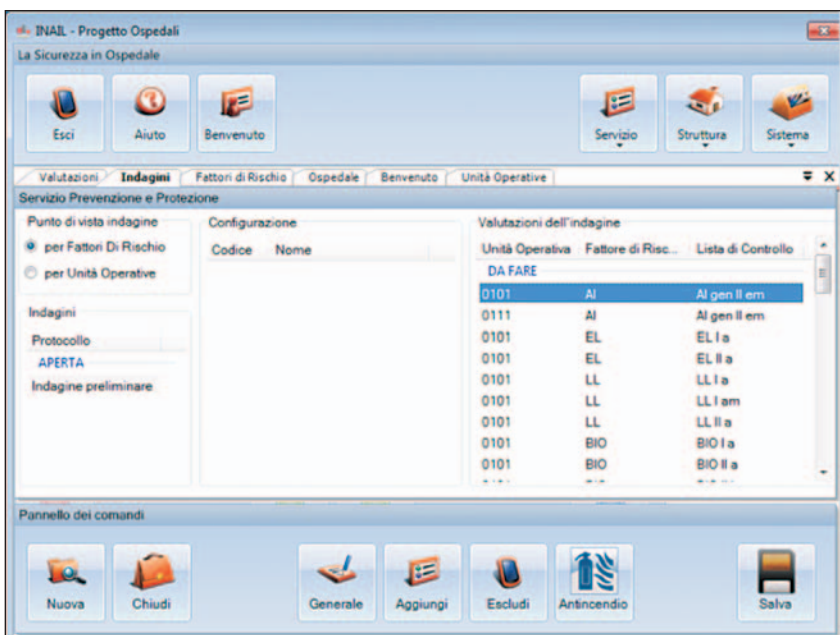 INAIL - Progetto Ospedali
La Sicurezza in Ospedale
Esci Aiuto Benvenuto Servizio Struttura Sistema
Valutazioni Indagini Fattori di Rischio Ospedale Benvenuto Unità Operative
Servizio Prevenzione e Protezione
Punto di vista indagine
per Fattori Di Rischio
per Unità Operative
Indagini
Protocollo
APERTA
Indagine preliminare
Configurazione
Codice Nome
Valutazioni dell'indagine
Unità Operativa Fattore di Risc... Lista di Controllo
DA FARE
0101 AI AI gen II em
0111 AI AI gen II em
0101 EL EL I a
0101 EL EL II a
0101 LL LL I a
0101 LL LL I am
0101 LL LL II a
0101 BIO BIO I a
0101 BIO BIO II a
Pannello dei comandi
Nuova Chiudi Generale Aggiungi Escludi Antincendio Salva